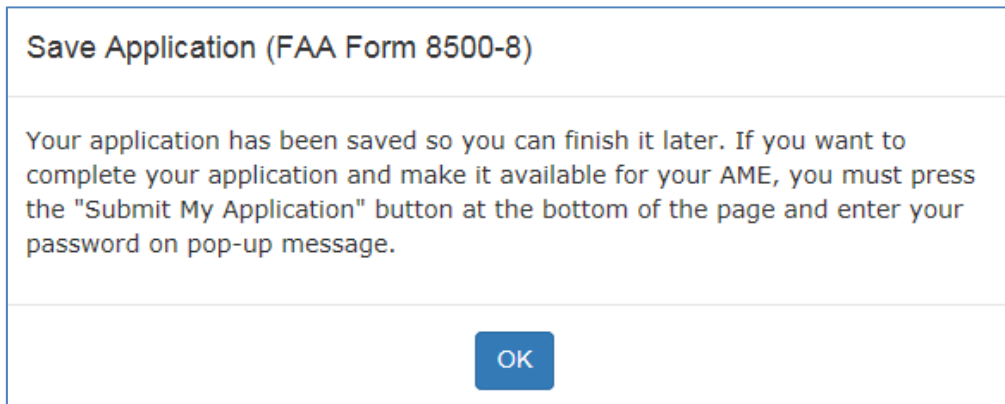 Save Application (FAA Form 8500-8)
Your application has been saved so you can finish it later. If you want to
complete your application and make it available for your AME, you must press
the "Submit My Application" button at the bottom of the page and enter your
password on pop-up message.
OK